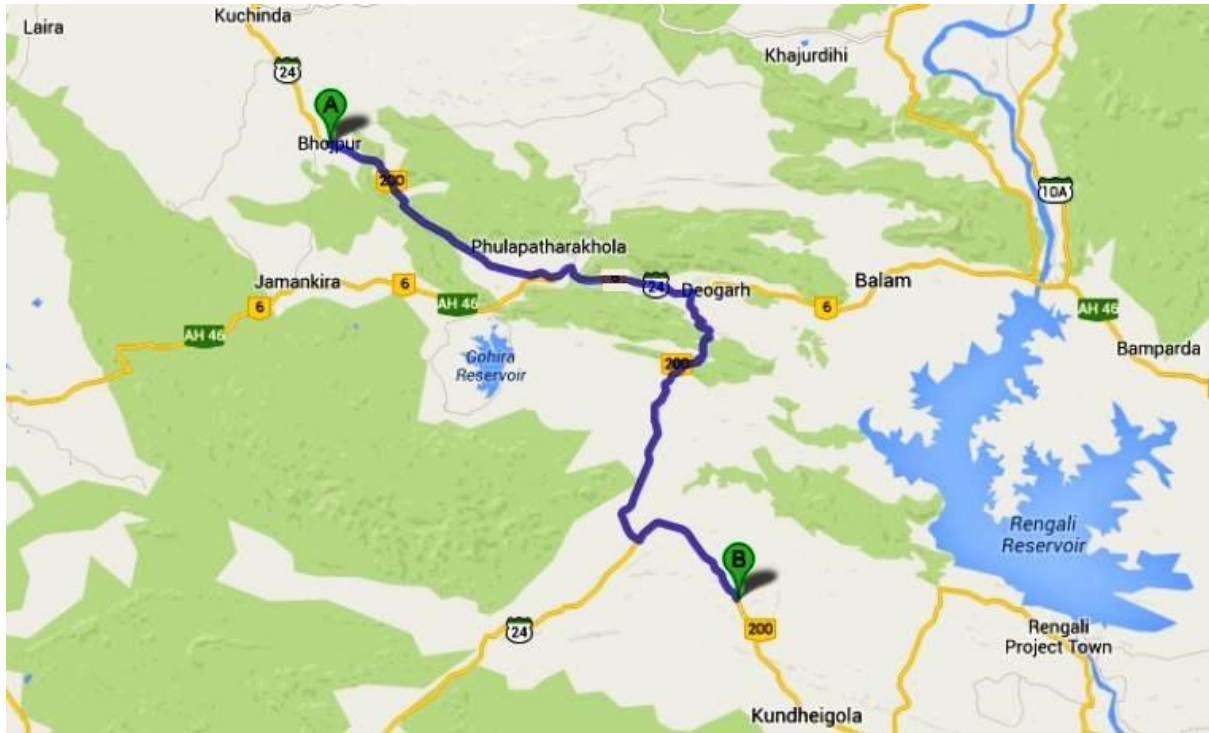 Kuchinda
Laira
Khajurdihi
24
A
Bhojpur
200
10A
Phulapatharakhola
Jamankira
6
6
AH 46
24
Deogarh
Balam
6
AH 46
AH 46
Bamparda
Gohira
Reservoir
200
Rengali
Reservoir
B
24
200
Rengali
Project Town
Kundheigola